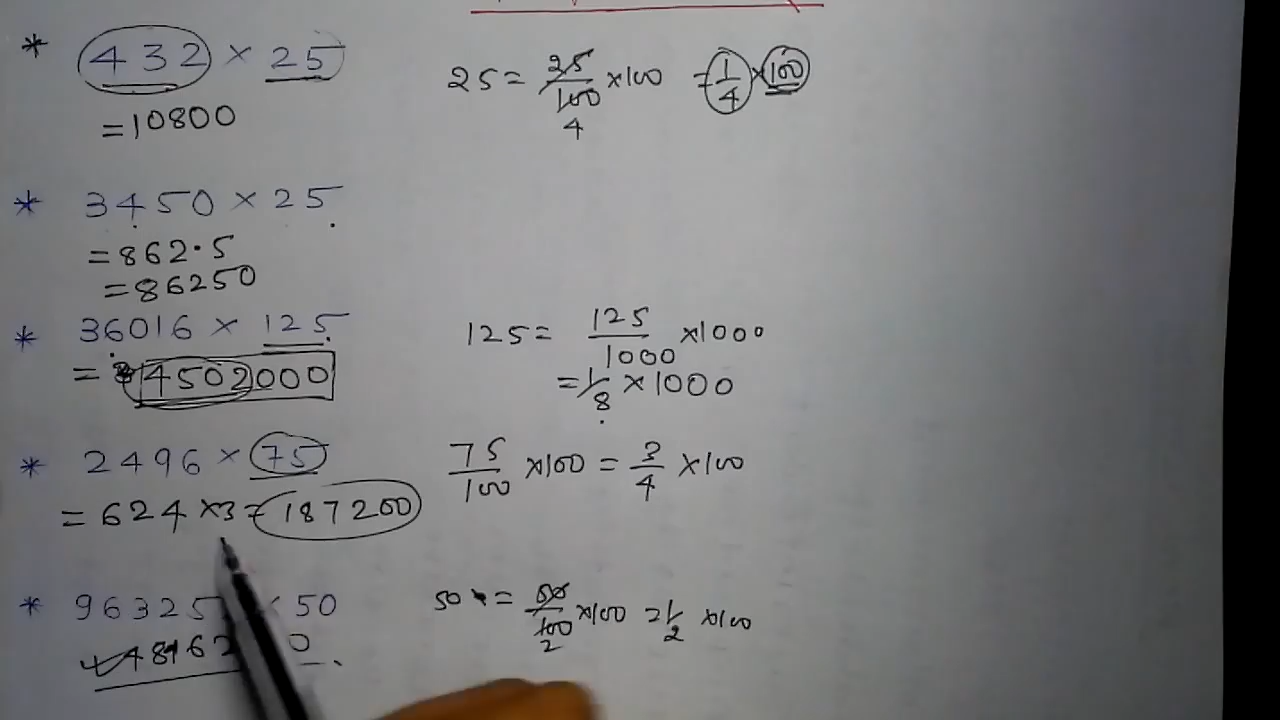 * 432 × 25
= 10800
25 = 25/100 × 100 = 1/4 × 100
4
* 3450 × 25
= 862.5
= 86250
* 36016 × 125
= 4502000
125 = 125/1000 × 1000
= 1/8 × 1000
* 2496 × 75
= 624 × 3 = 187200
75/100 × 100 = 3/4 × 100
* 96325 × 50
50 = 50/100 × 100 = 1/2 × 100
2